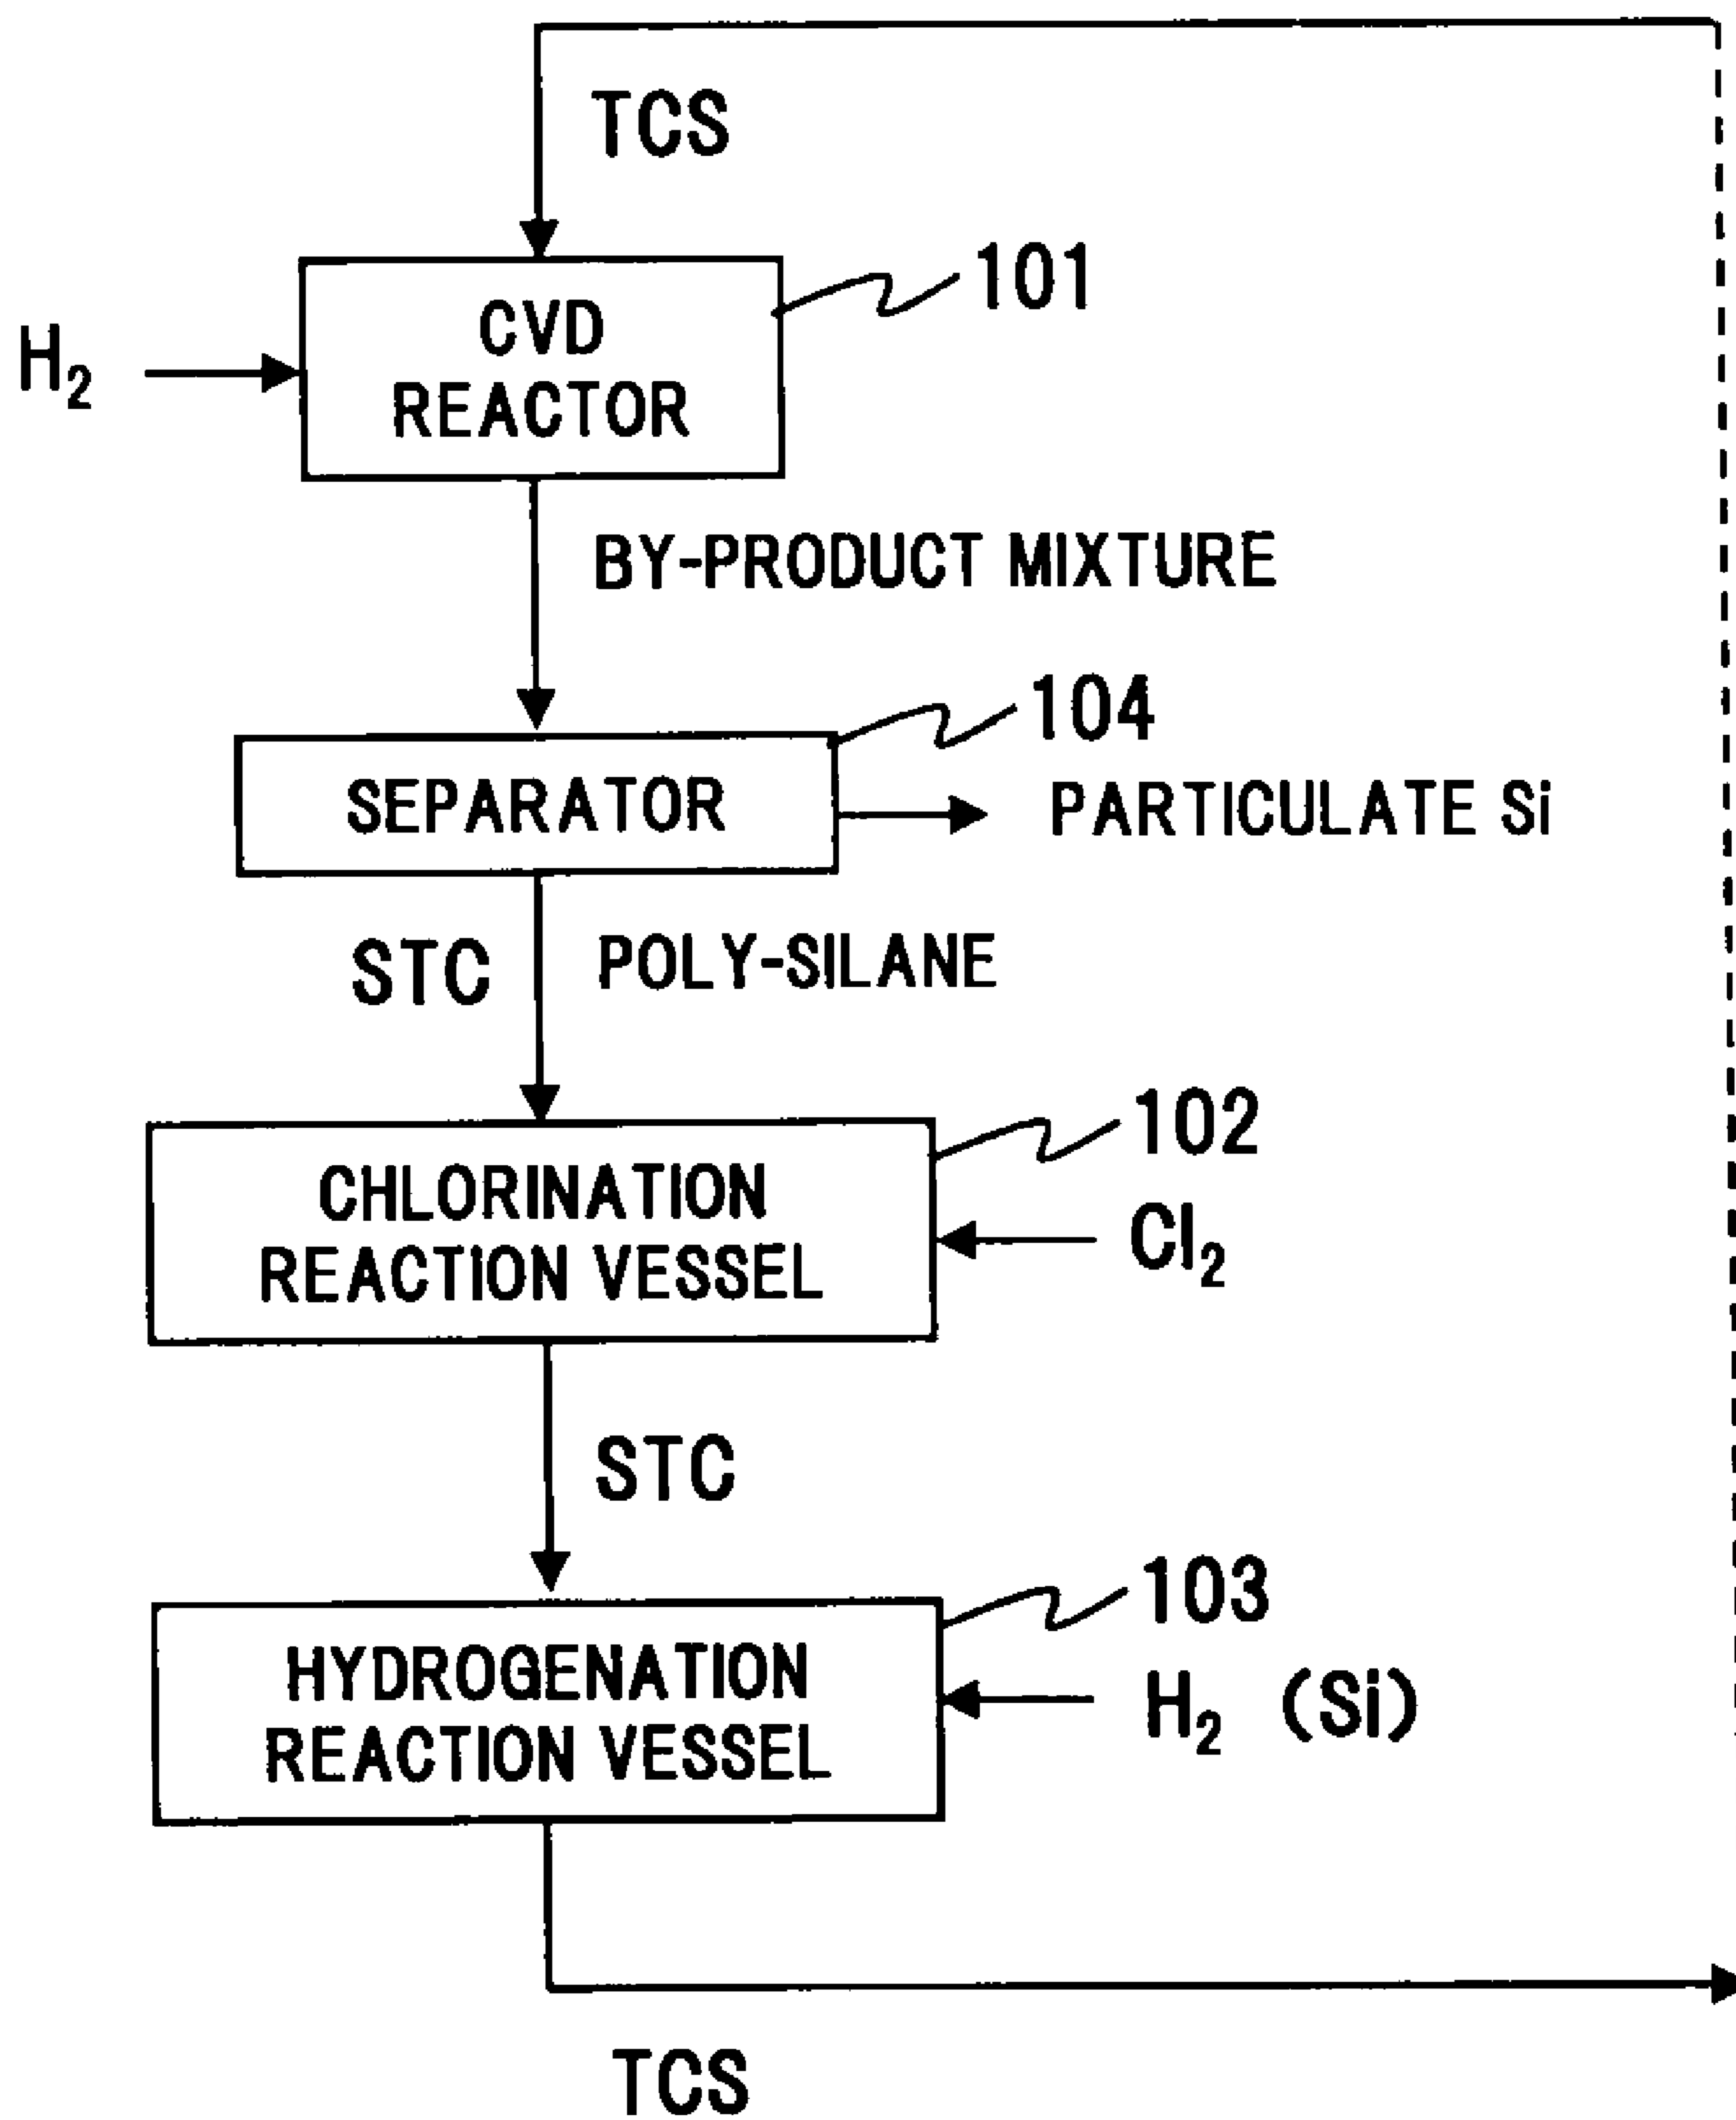 TCS
101
H2
CVD
REACTOR
BY-PRODUCT MIXTURE
104
SEPARATOR
PARTICULATE Si
STC
POLY-SILANE
102
CHLORINATION
REACTION VESSEL
Cl2
STC
103
HYDROGENATION
REACTION VESSEL
H2 (Si)
TCS